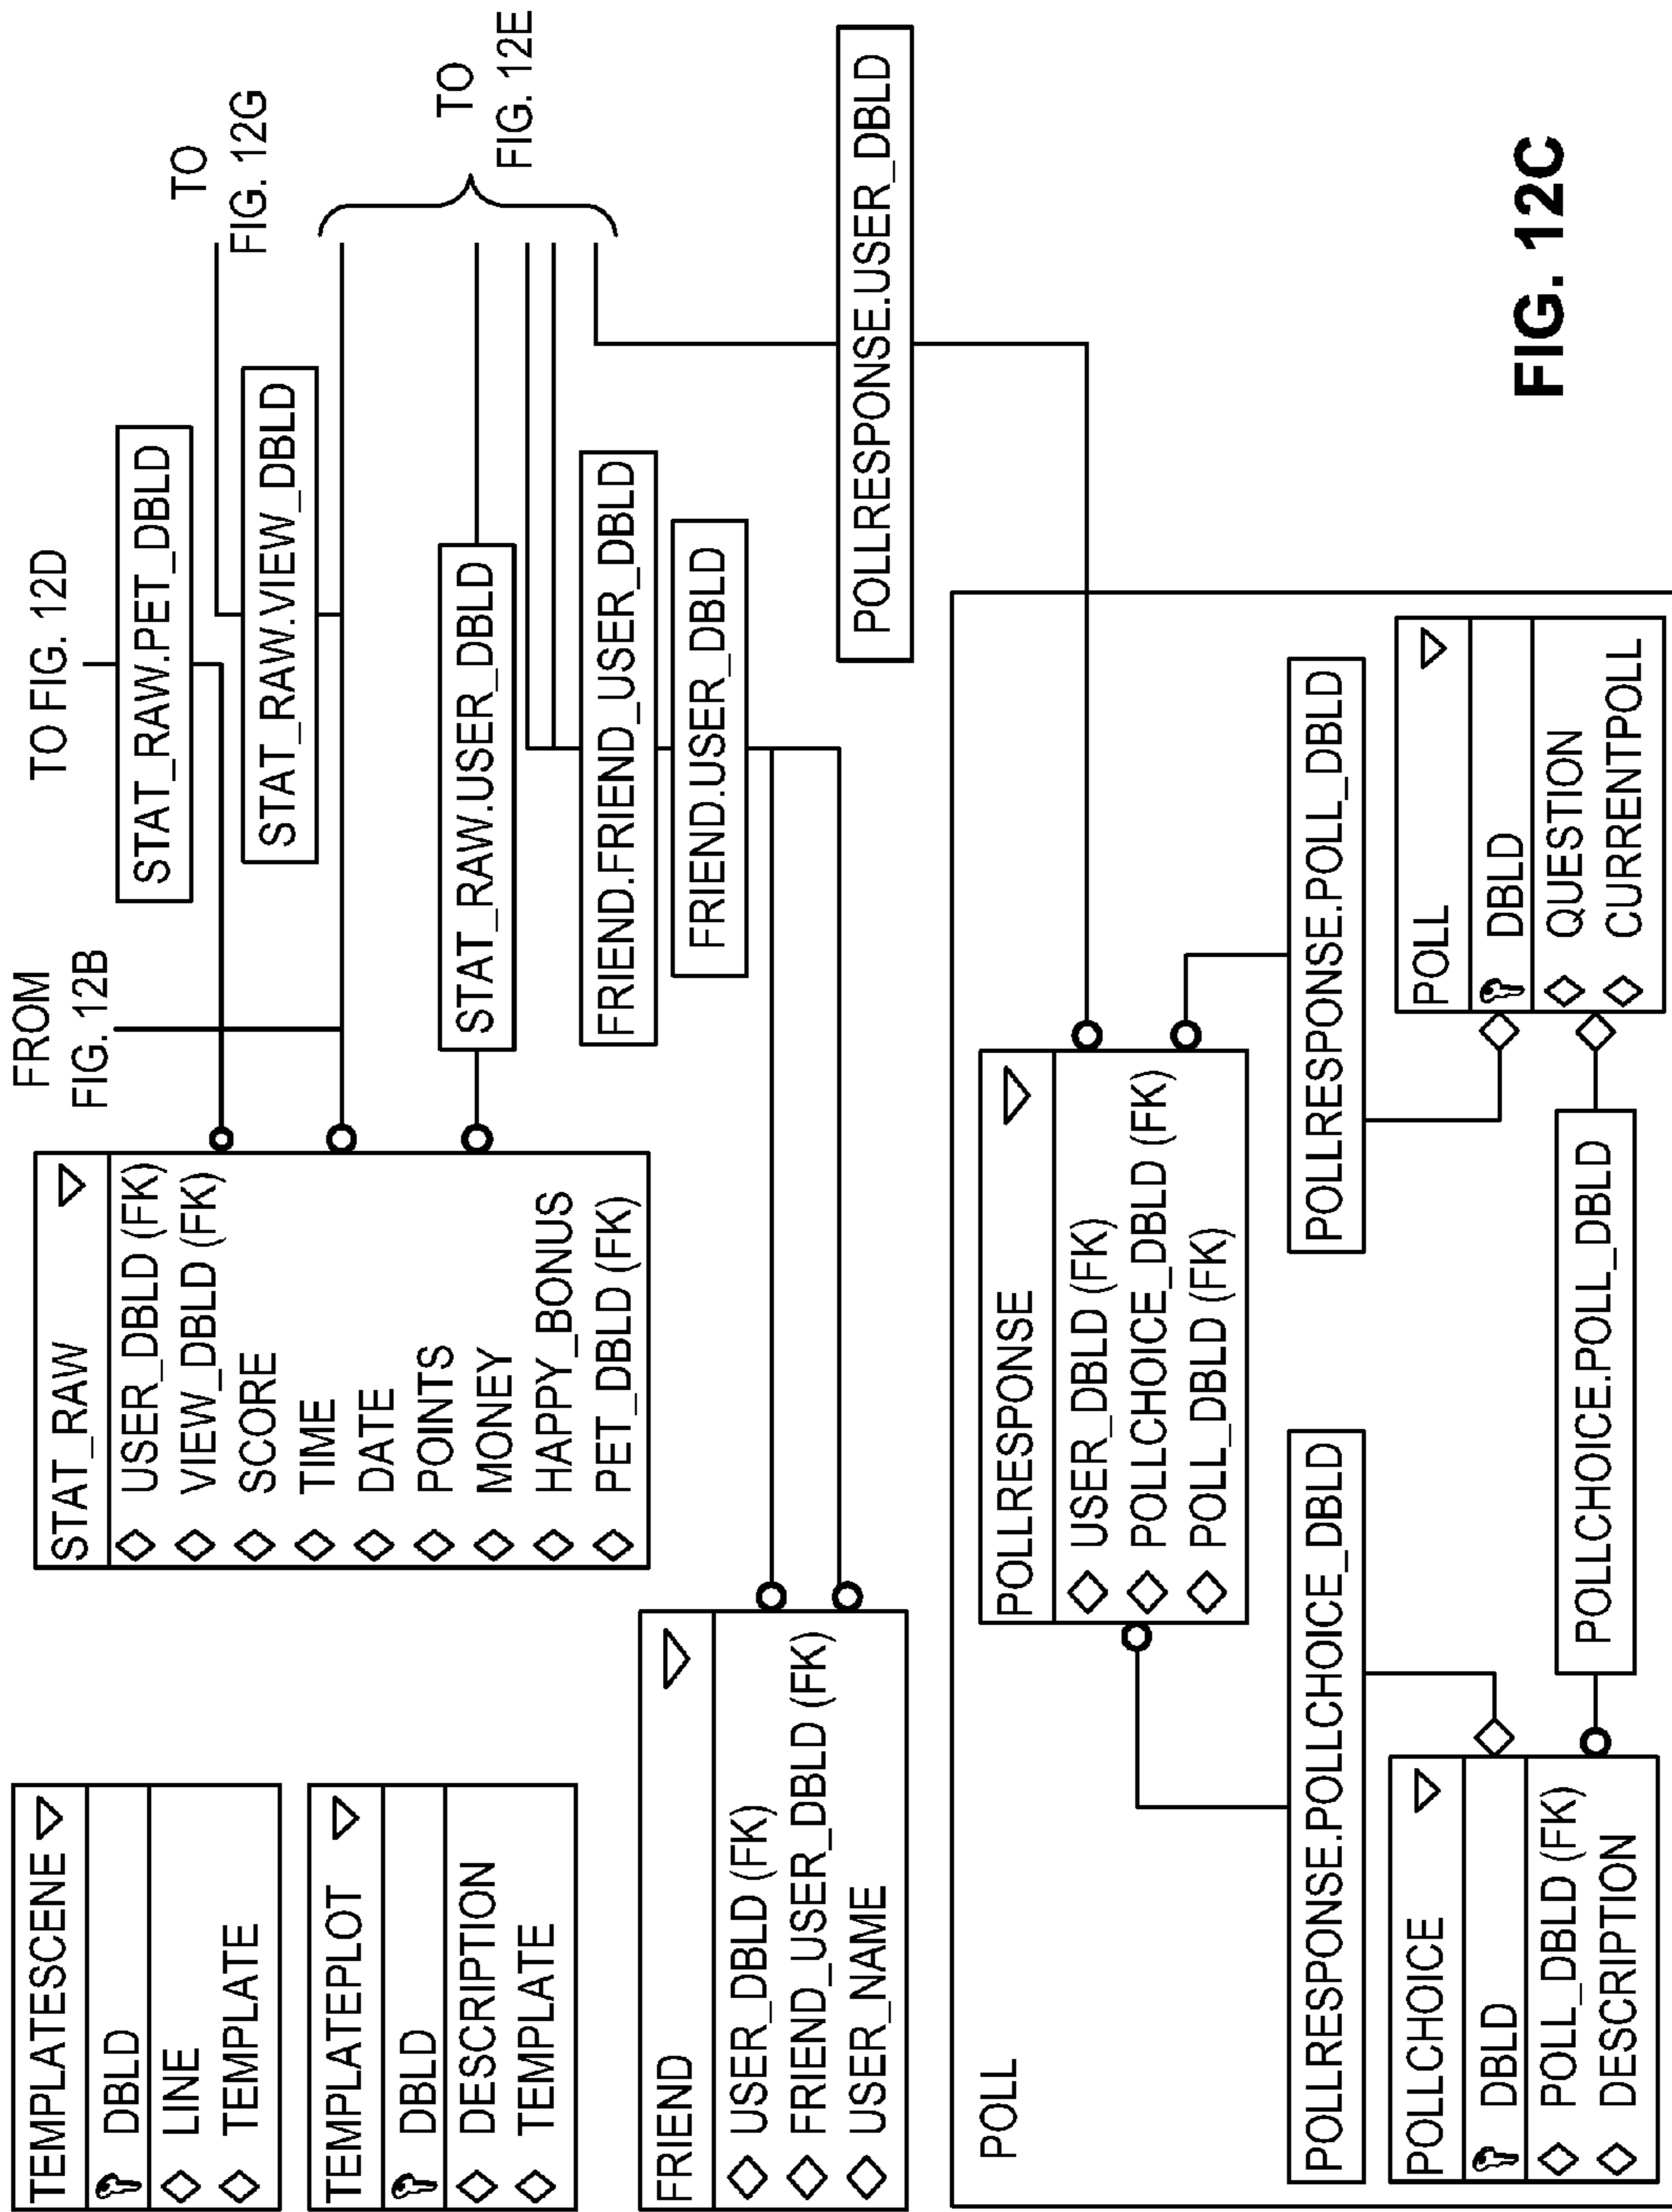 TEMPLATESCENE
DBLD
LINE
TEMPLATE
TEMPLATEPLOT
DBLD
DESCRIPTION
TEMPLATE
STAT_RAW
USER_DBLD (FK)
VIEW_DBLD (FK)
SCORE
TIME
DATE
POINTS
MONEY
HAPPY_BONUS
PET_DBLD (FK)
FROM
FIG. 12B
TO FIG. 12D
STAT_RAW.PET_DBLD
STAT_RAW.VIEW_DBLD
TO
FIG. 12G
STAT_RAW.USER_DBLD
TO
FIG. 12E
FRIEND.FRIEND_USER_DBLD
FRIEND.USER_DBLD
FRIEND
USER_DBLD (FK)
FRIEND_USER_DBLD (FK)
USER_NAME
POLLRESPONSE.USER_DBLD
POLL
POLLRESPONSE
USER_DBLD (FK)
POLLCHOICE_DBLD (FK)
POLL_DBLD (FK)
POLLRESPONSE.POLLCHOICE_DBLD
POLLRESPONSE.POLL_DBLD
POLLCHOICE
DBLD
POLL_DBLD (FK)
DESCRIPTION
POLLCHOICE.POLL_DBLD
POLL
DBLD
QUESTION
CURRENTPOLL
FIG. 12C